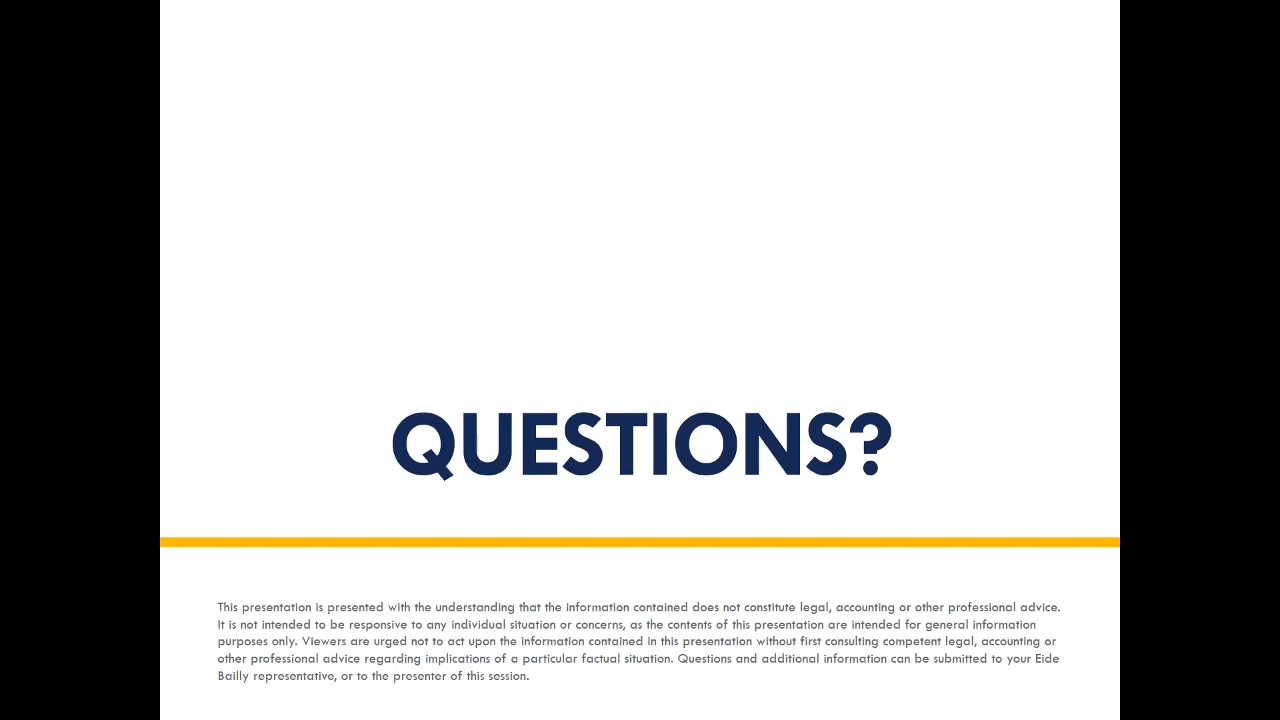 QUESTIONS?
This presentation is presented with the understanding that the information contained does not constitute legal, accounting or other professional advice.
It is not intended to be responsive to any individual situation or concerns, as the contents of this presentation are intended for general information
purposes only. Viewers are urged not to act upon the information contained in this presentation without first consulting competent legal, accounting or
other professional advice regarding implications of a particular factual situation. Questions and additional information can be submitted to your Eide
Bailly representative, or to the presenter of this session.